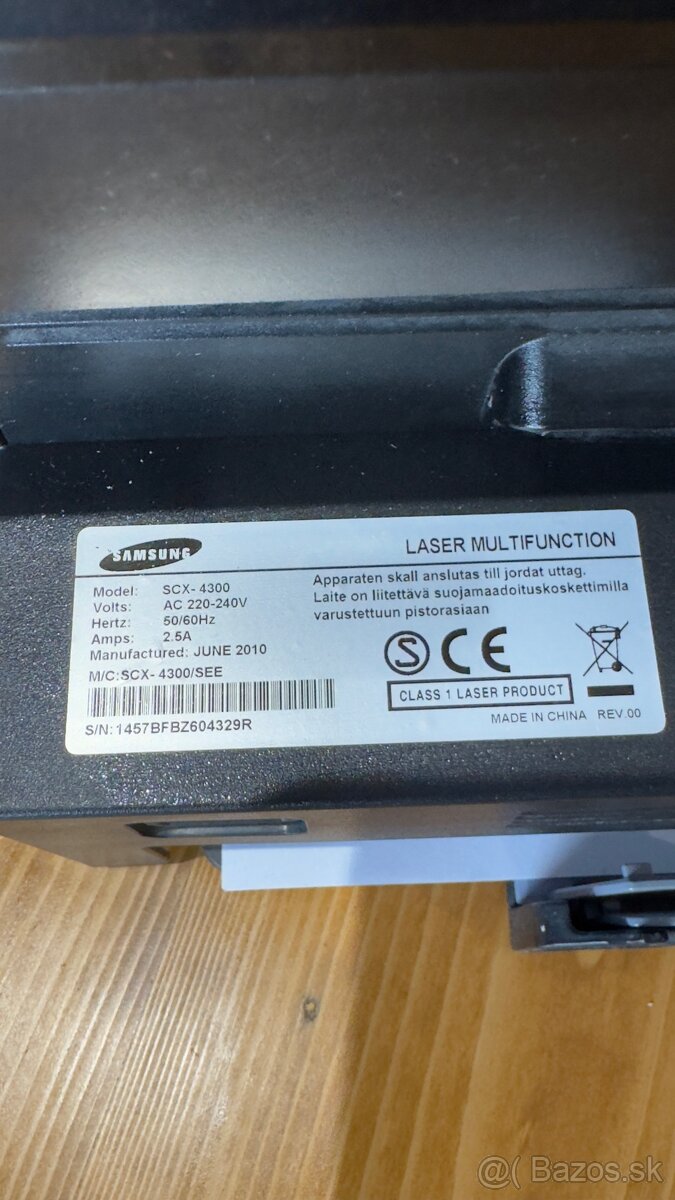 SAMSUNG
LASER MULTIFUNCTION
Model: SCX- 4300
Volts: AC 220-240V
Hertz: 50/60Hz
Amps: 2.5A
Manufactured: JUNE 2010
M/C:SCX- 4300/SEE
S/N:1457BFBZ604329R
Apparaten skall anslutas till jordat uttag.
Laite on liitettävä suojamaadoituskoskettimilla
varustettuun pistorasiaan
S CE
CLASS 1 LASER PRODUCT
MADE IN CHINA REV.00
@( Bazos.sk